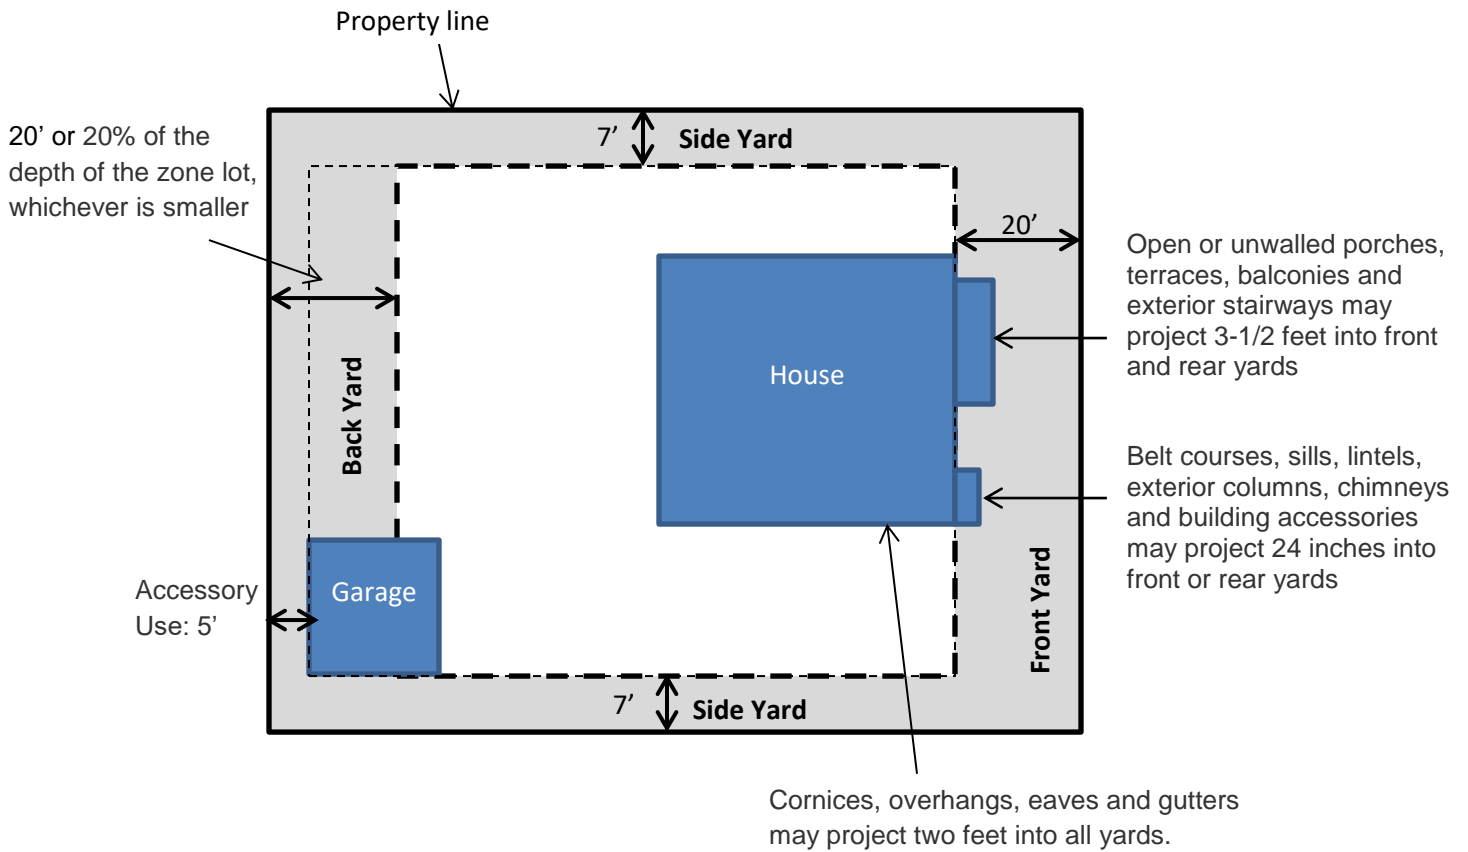 Property line
20’ or 20% of the
depth of the zone lot,
whichever is smaller
7’
Side Yard
20’
Open or unwalled porches,
terraces, balconies and
exterior stairways may
project 3-1/2 feet into front
and rear yards
House
Back Yard
Belt courses, sills, lintels,
exterior columns, chimneys
and building accessories
may project 24 inches into
front or rear yards
Accessory
Use: 5’
Garage
Front Yard
7’
Side Yard
Cornices, overhangs, eaves and gutters
may project two feet into all yards.